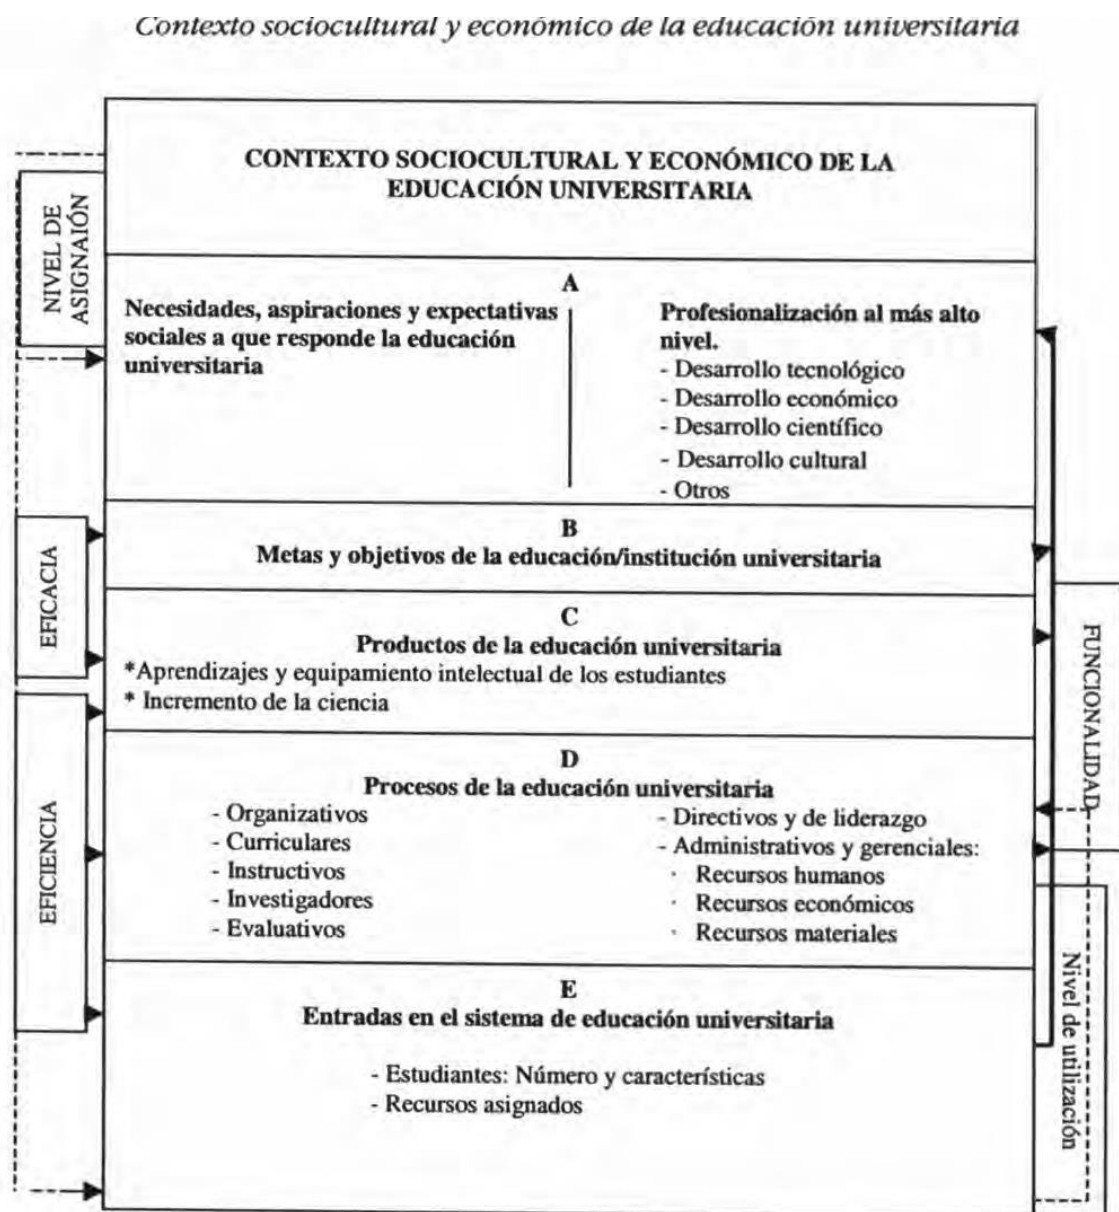 Contexto sociocultural y económico de la educación universitaria
CONTEXTO SOCIOCULTURAL Y ECONÓMICO DE LA
EDUCACIÓN UNIVERSITARIA
NIVEL DE
ASIGNAIÓN
A
Necesidades, aspiraciones y expectativas
sociales a que responde la educación
universitaria
Profesionalización al más alto
nivel.
- Desarrollo tecnológico
- Desarrollo económico
- Desarrollo científico
- Desarrollo cultural
- Otros
EFICACIA
B
Metas y objetivos de la educación/institución universitaria
C
Productos de la educación universitaria
*Aprendizajes y equipamiento intelectual de los estudiantes
* Incremento de la ciencia
FUNCIONALIDAD
EFICIENCIA
D
Procesos de la educación universitaria
- Organizativos
- Curriculares
- Instructivos
- Investigadores
- Evaluativos
- Directivos y de liderazgo
- Administrativos y gerenciales:
· Recursos humanos
· Recursos económicos
· Recursos materiales
E
Entradas en el sistema de educación universitaria
- Estudiantes: Número y características
- Recursos asignados
Nivel de utilización